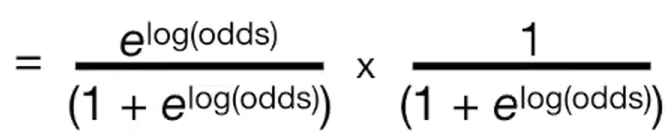 = e^log(odds) / (1 + e^log(odds)) x 1 / (1 + e^log(odds))